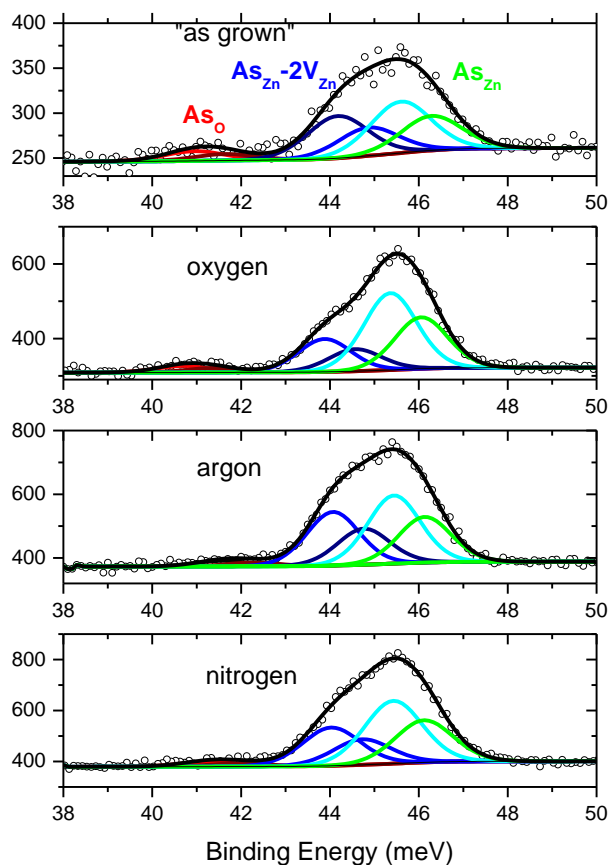 400
"as grown"
As_Zn-2V_Zn
As_Zn
350
As_O
300
250
38 40 42 44 46 48 50
oxygen
600
400
38 40 42 44 46 48 50
800
argon
600
400
38 40 42 44 46 48 50
800
nitrogen
600
400
38 40 42 44 46 48 50
Binding Energy (meV)